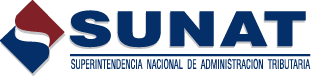 SUNAT
SUPERINTENDENCIA NACIONAL DE ADMINISTRACION TRIBUTARIA